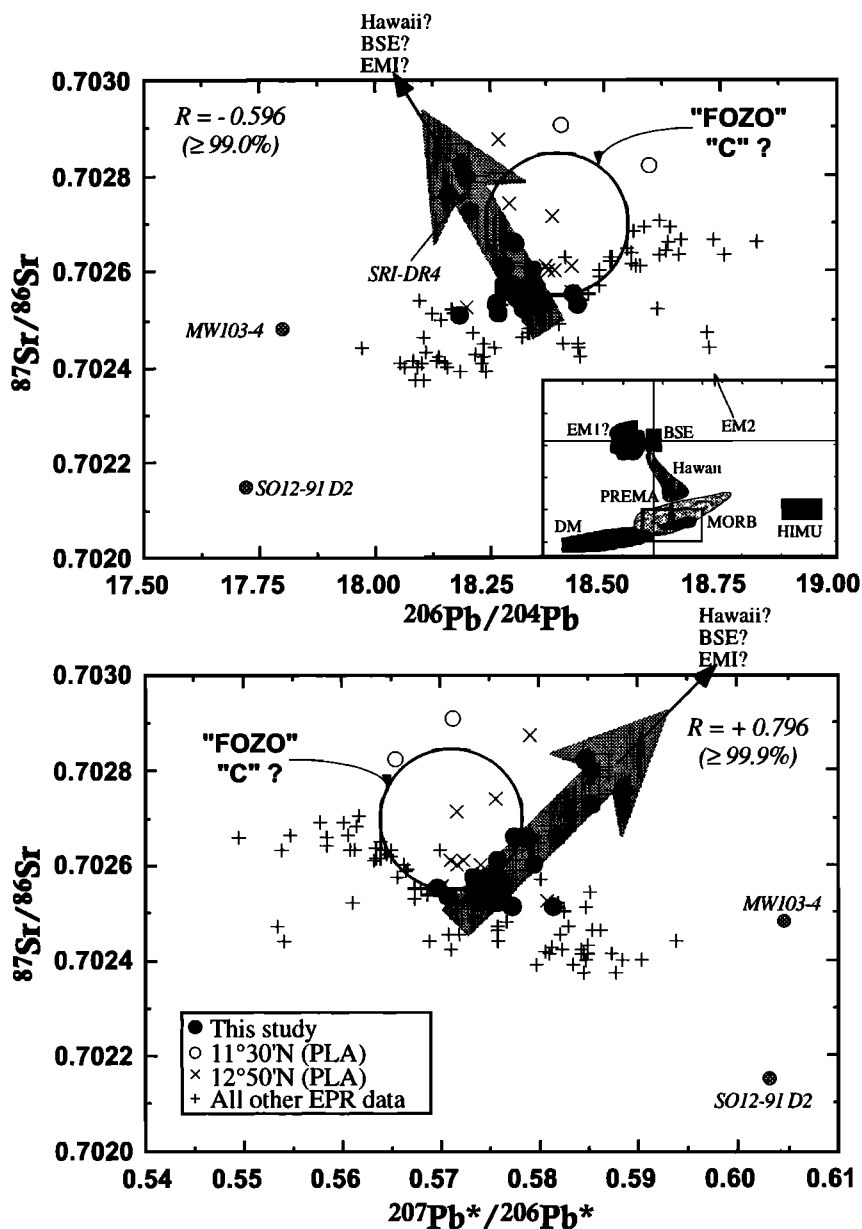 Hawaii?
BSE?
EMI?
0.7030
R = - 0.596
(≥ 99.0%)
"FOZO"
"C" ?
0.7028
0.7026
SRI-DR4
87Sr/86Sr
MW103-4
0.7024
EM2
EM1?
BSE
Hawaii
0.7022
PREMA
SO12-91 D2
DM
MORB
HIMU
0.7020
17.50
18.00
18.25
18.50
18.75
19.00
206Pb/204Pb
Hawaii?
BSE?
EMI?
0.7030
"FOZO"
"C" ?
R = + 0.796
(≥ 99.9%)
0.7028
0.7026
87Sr/86Sr
MW103-4
0.7024
This study
11°30'N (PLA)
12°50'N (PLA)
All other EPR data
0.7022
SO12-91 D2
0.7020
0.54
0.55
0.56
0.57
0.58
0.59
0.60
0.61
207Pb*/206Pb*